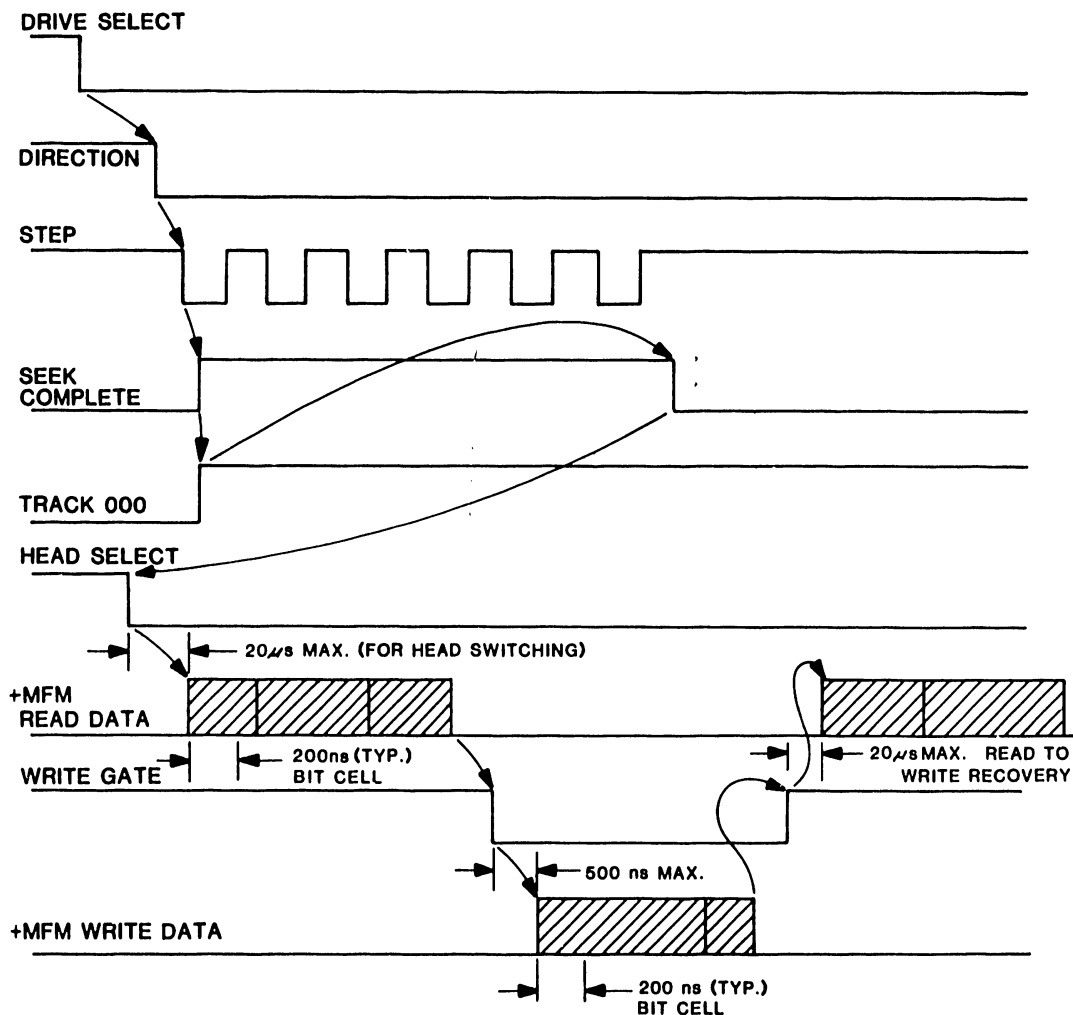 DRIVE SELECT
DIRECTION
STEP
SEEK
COMPLETE
TRACK 000
HEAD SELECT
20μs MAX. (FOR HEAD SWITCHING)
+MFM
READ DATA
200ns (TYP.)
BIT CELL
20μs MAX. READ TO
WRITE RECOVERY
WRITE GATE
500 ns MAX.
+MFM WRITE DATA
200 ns (TYP.)
BIT CELL